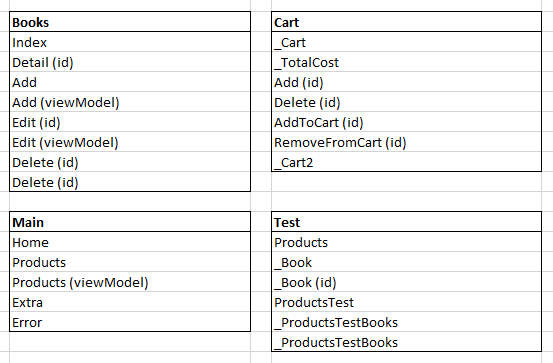 Books
Index
Detail (id)
Add
Add (viewModel)
Edit (id)
Edit (viewModel)
Delete (id)
Delete (id)
Cart
_Cart
_TotalCost
Add (id)
Delete (id)
AddToCart (id)
RemoveFromCart (id)
_Cart2
Main
Home
Products
Products (viewModel)
Extra
Error
Test
Products
_Book
_Book (id)
ProductsTest
_ProductsTestBooks
_ProductsTestBooks